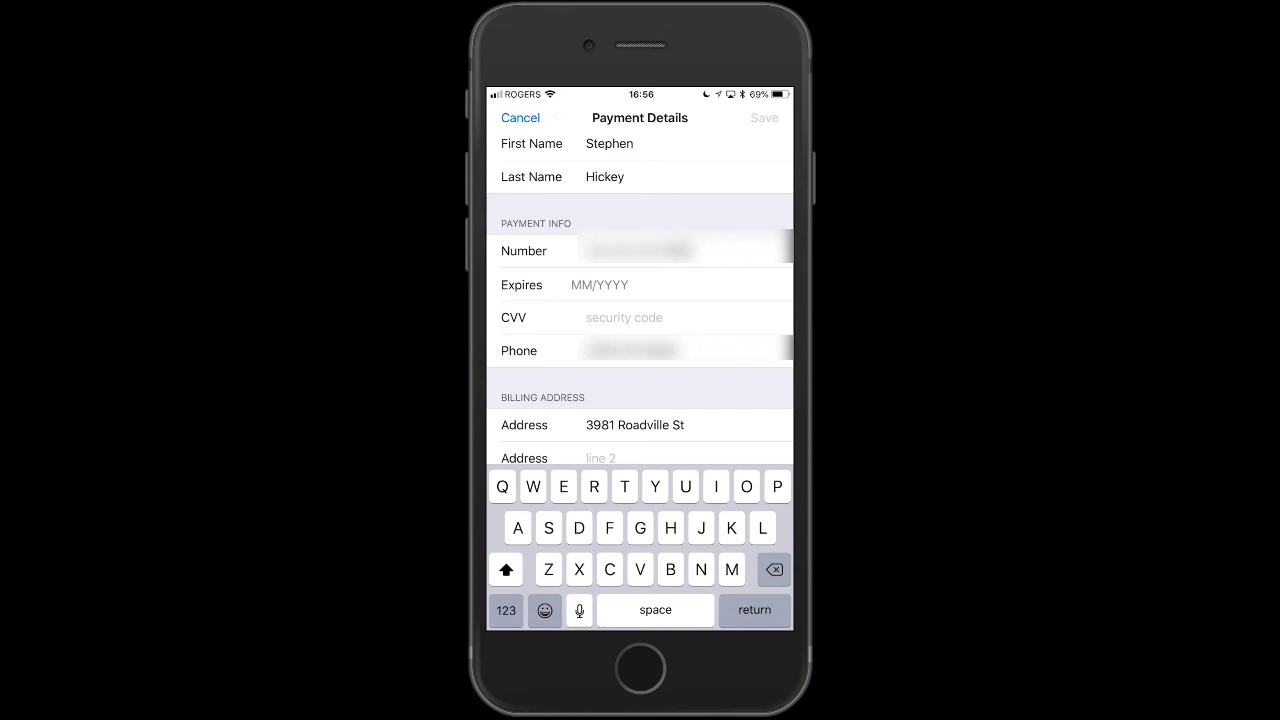 ROGERS 16:56 69%
Cancel Payment Details Save
First Name Stephen
Last Name Hickey
PAYMENT INFO
Number
Expires MM/YYYY
CVV security code
Phone
BILLING ADDRESS
Address 3981 Roadville St
Address line 2
Q W E R T Y U I O P
A S D F G H J K L
Z X C V B N M
123 space return